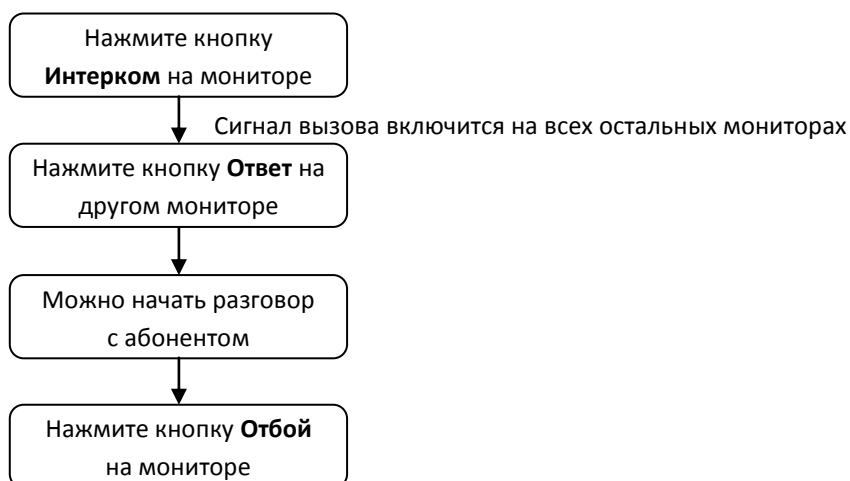 Нажмите кнопку
Интерком на мониторе
Сигнал вызова включится на всех остальных мониторах
Нажмите кнопку Ответ на
другом мониторе
Можно начать разговор
с абонентом
Нажмите кнопку Отбой
на мониторе